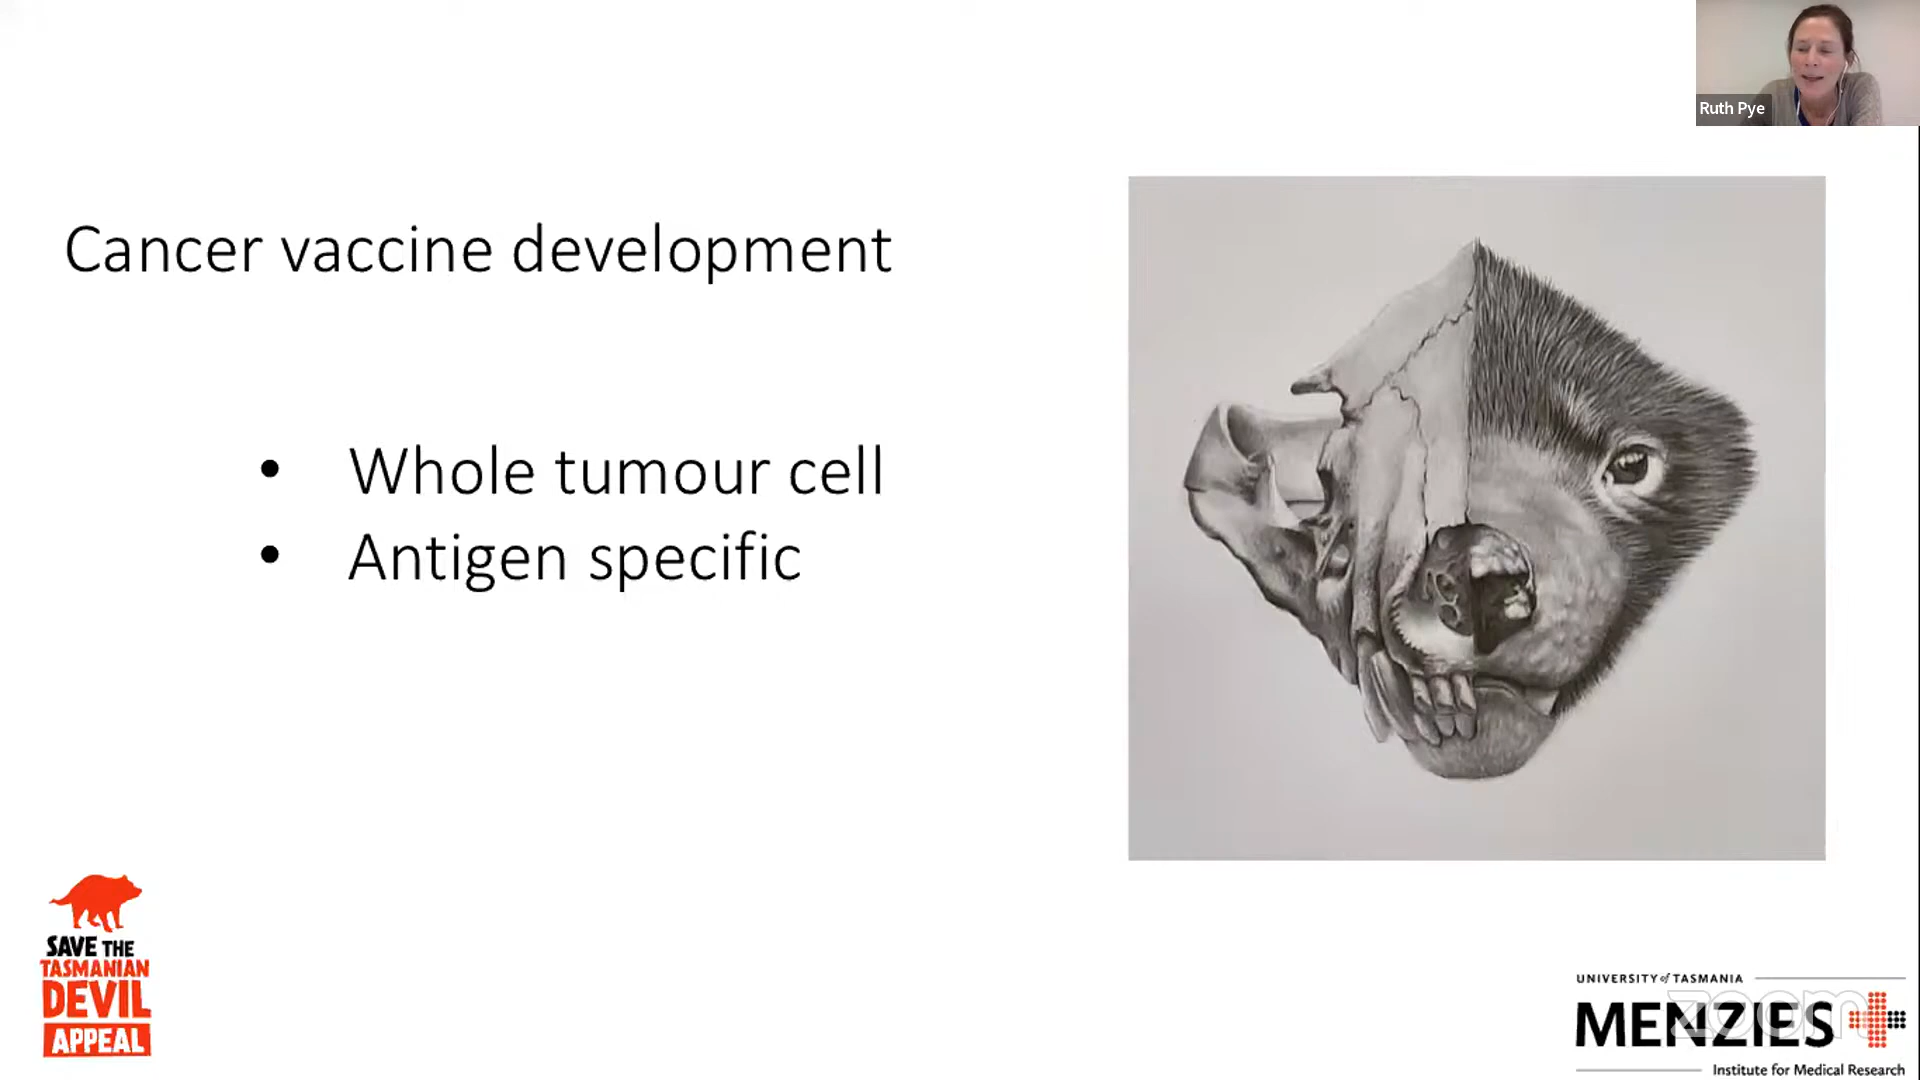 Ruth Pye
Cancer vaccine development
• Whole tumour cell
• Antigen specific
SAVE THE
TASMANIAN
DEVIL
APPEAL
UNIVERSITY of TASMANIA
MENZIES
zoom
Institute for Medical Research